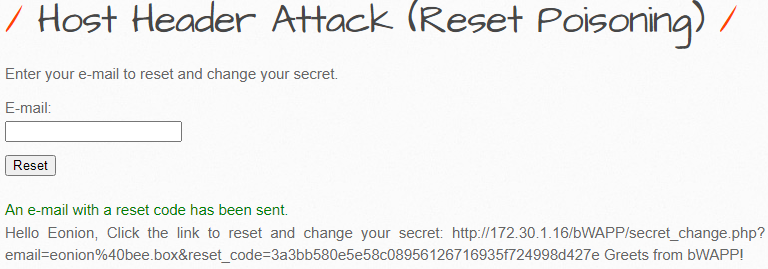 / Host Header Attack (Reset Poisoning) /
Enter your e-mail to reset and change your secret.
E-mail:
Reset
An e-mail with a reset code has been sent.
Hello Eonion, Click the link to reset and change your secret: http://172.30.1.16/bWAPP/secret_change.php?
email=eonion%40bee.box&reset_code=3a3bb580e5e58c08956126716935f724998d427e Greets from bWAPP!